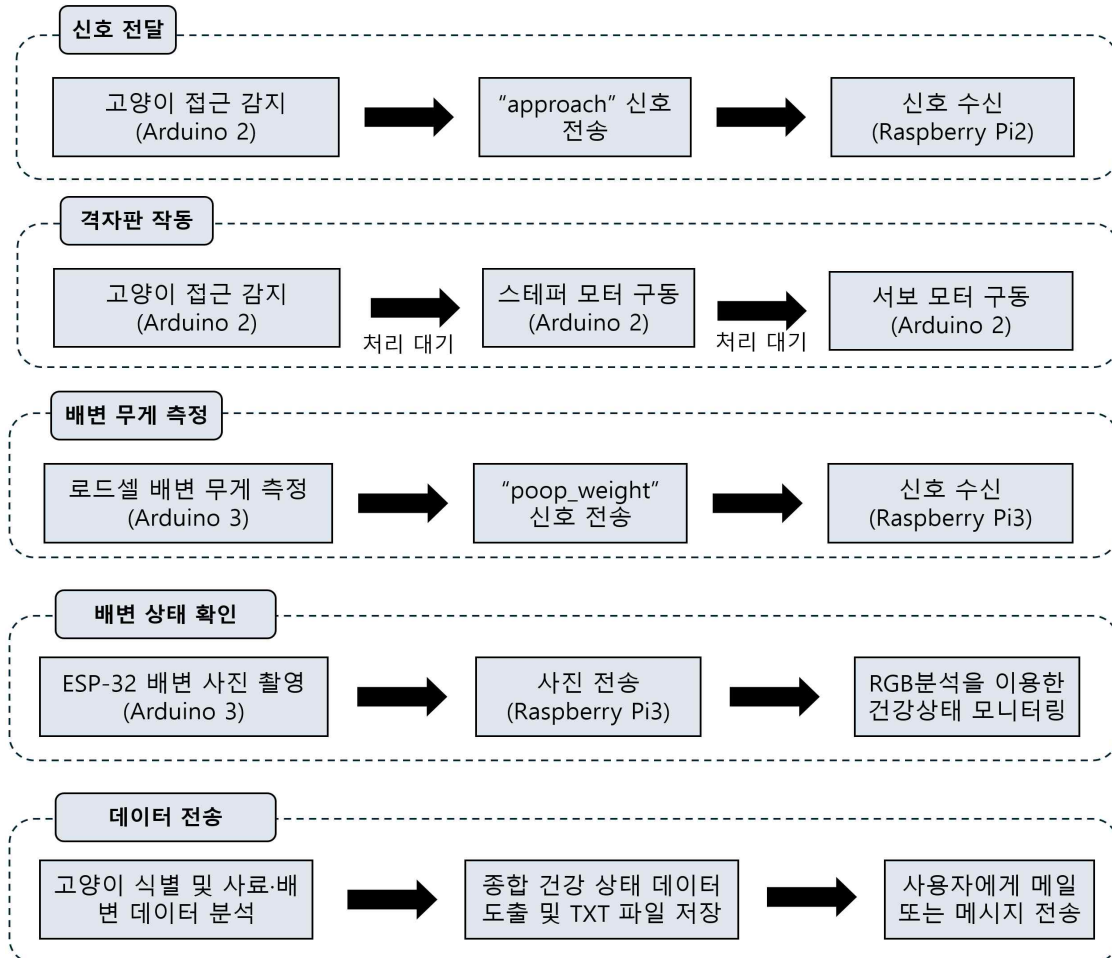 신호 전달
고양이 접근 감지
(Arduino 2)
“approach” 신호
전송
신호 수신
(Raspberry Pi2)
격자판 작동
고양이 접근 감지
(Arduino 2)
처리 대기
스테퍼 모터 구동
(Arduino 2)
처리 대기
서보 모터 구동
(Arduino 2)
배변 무게 측정
로드셀 배변 무게 측정
(Arduino 3)
“poop_weight”
신호 전송
신호 수신
(Raspberry Pi3)
배변 상태 확인
ESP-32 배변 사진 촬영
(Arduino 3)
사진 전송
(Raspberry Pi3)
RGB분석을 이용한
건강상태 모니터링
데이터 전송
고양이 식별 및 사료·배
변 데이터 분석
종합 건강 상태 데이터
도출 및 TXT 파일 저장
사용자에게 메일
또는 메시지 전송